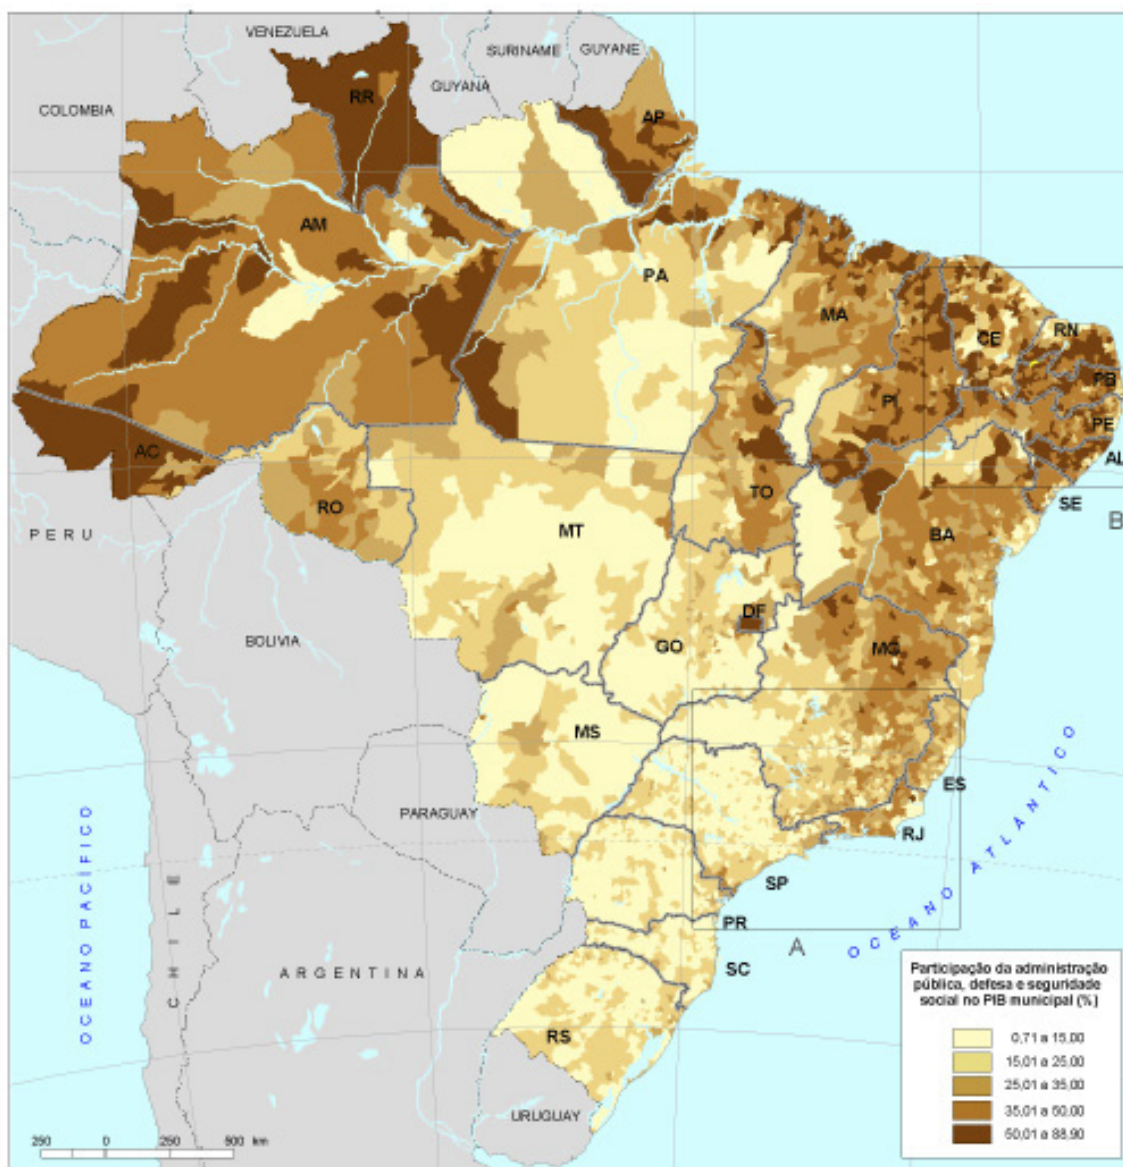 VENEZUELA
SURINAME
GUYANE
GUYANA
COLOMBIA
RR
AP
AM
PA
MA
CE
RN
PB
PI
PE
AC
AL
TO
SE
RO
BA
B
PERU
MT
DF
BOLIVIA
GO
MG
MS
ES
PARAGUAY
RJ
SP
PR
A
SC
OCEANO ATLÂNTICO
OCEANO PACÍFICO
CHILE
ARGENTINA
RS
URUGUAY
Participação da administração
pública, defesa e seguridade
social no PIB municipal (%)
0,71 a 15,00
15,01 a 25,00
25,01 a 35,00
35,01 a 50,00
50,01 a 88,90
250 0 250 500 km